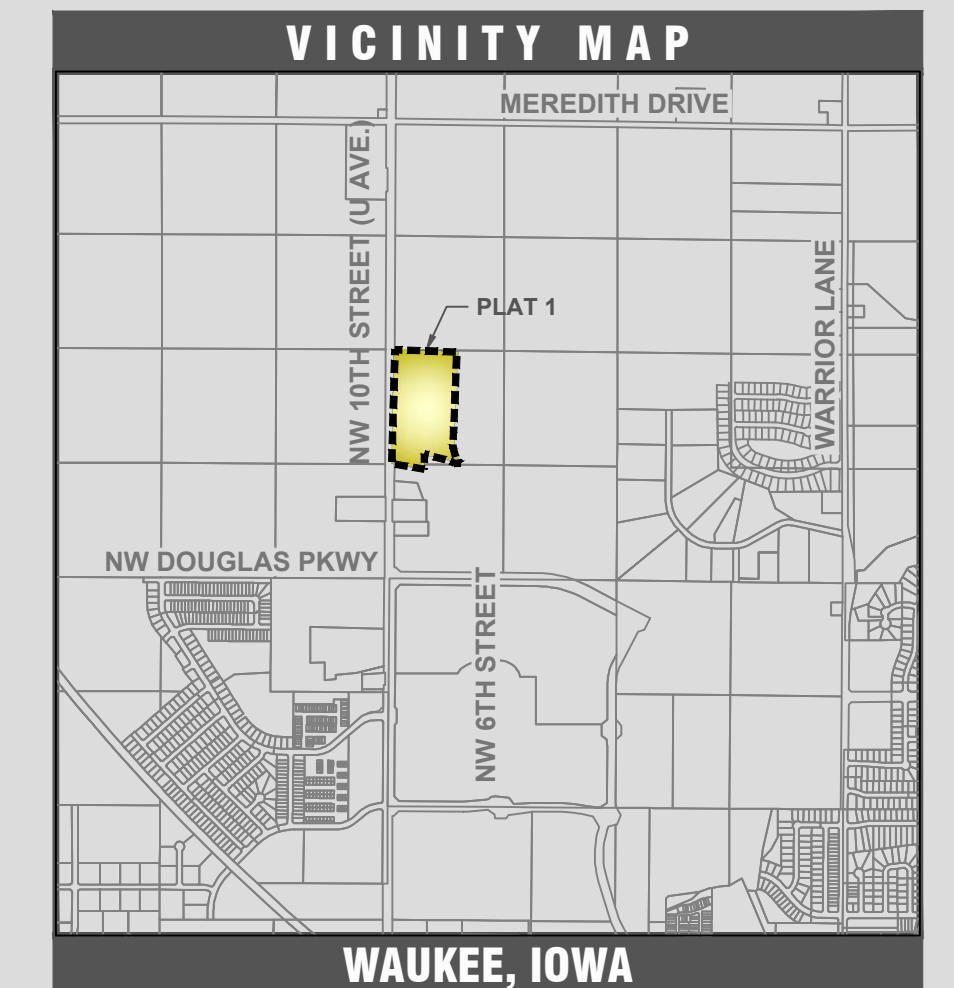 VICINITY MAP
MEREDITH DRIVE
NW 10TH STREET (U AVE.)
WARRIOR LANE
PLAT 1
NW DOUGLAS PKWY
NW 6TH STREET
WAUKEE, IOWA